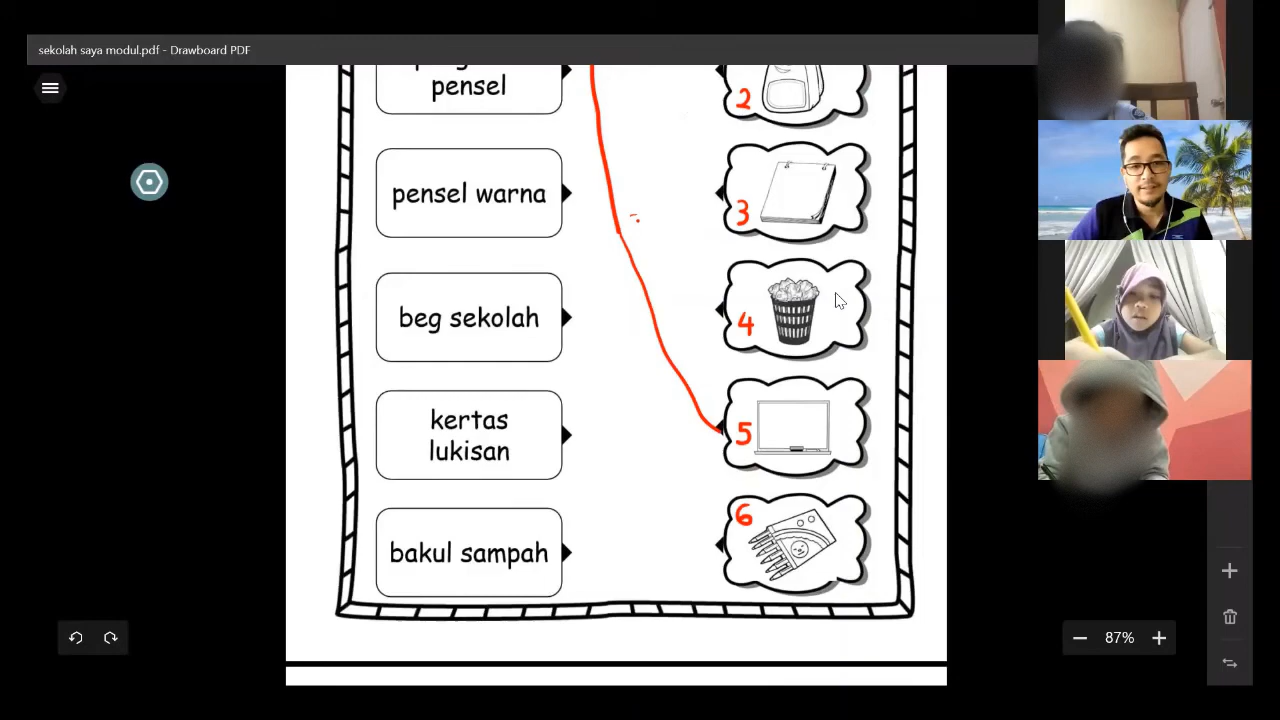 sekolah saya modul.pdf - Drawboard PDF
pensel
2
pensel warna
3
beg sekolah
4
kertas
lukisan
5
bakul sampah
6
87%